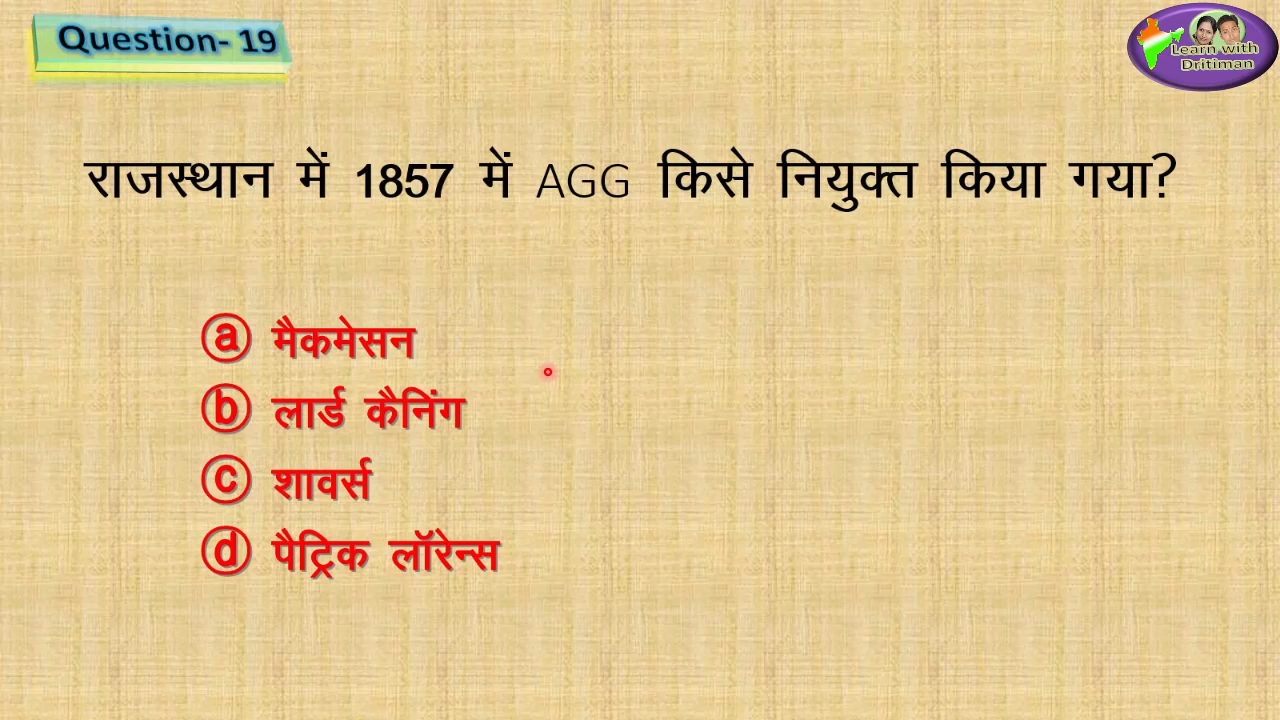 Question- 19
Learn with
Dritiman
राजस्थान में 1857 में AGG किसे नियुक्त किया गया?
ⓐ मैकमेसन
ⓑ लार्ड कैनिंग
ⓒ शावर्स
ⓓ पैट्रिक लॉरेन्स